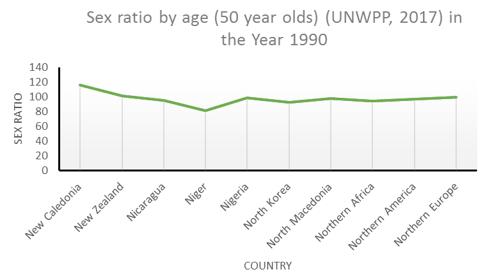 Sex ratio by age (50 year olds) (UNWPP, 2017) in
the Year 1990
140
120
100
80
60
40
20
0
SEX RATIO
New Caledonia
New Zealand
Nicaragua
Niger
Nigeria
North Korea
North Macedonia
Northern Africa
Northern America
Northern Europe
COUNTRY